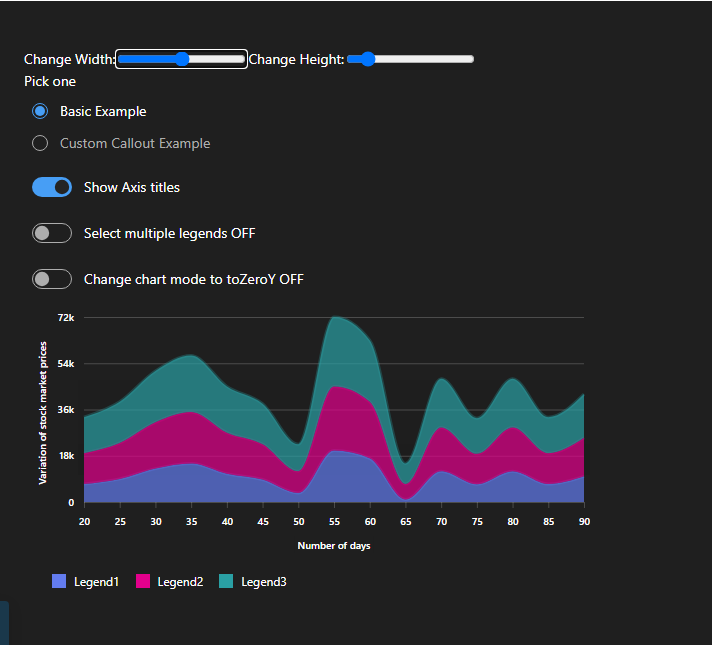 Change Width: Change Height:
Pick one
Basic Example
Custom Callout Example
Show Axis titles
Select multiple legends OFF
Change chart mode to toZeroY OFF
72k
54k
36k
18k
0
Variation of stock market prices
20 25 30 35 40 45 50 55 60 65 70 75 80 85 90
Number of days
Legend1 Legend2 Legend3